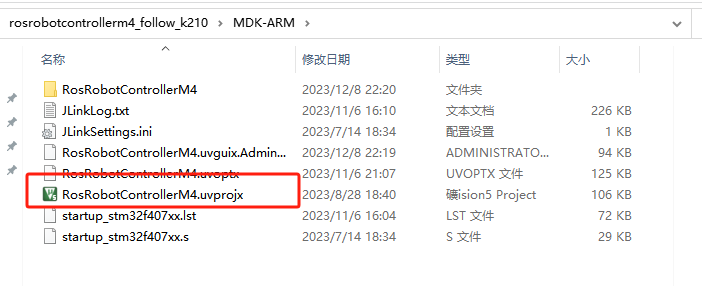 rosrobotcontrollerm4_follow_k210 > MDK-ARM >
名称 修改日期 类型 大小
RosRobotControllerM4 2023/12/8 22:20 文件夹
JLinkLog.txt 2023/11/6 16:10 文本文档 226 KB
JLinkSettings.ini 2023/7/14 18:34 配置设置 1 KB
RosRobotControllerM4.uvguix.Admin... 2023/12/8 22:19 ADMINISTRATO... 94 KB
RosRobotControllerM4.uvoptx 2023/11/6 21:07 UVOPTX 文件 125 KB
RosRobotControllerM4.uvprojx 2023/8/28 18:40 礦ision5 Project 106 KB
startup_stm32f407xx.lst 2023/11/6 16:04 LST 文件 72 KB
startup_stm32f407xx.s 2023/7/14 18:34 S 文件 29 KB